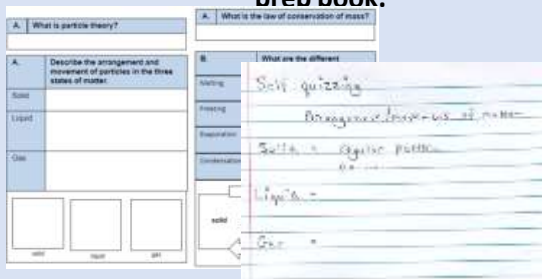 prep book.
A. What is particle theory?
A. Describe the arrangement and
movement of particles in the three
states of matter.
Solid
Liquid
Gas
solid
liquid
gas
A. What is the law of conservation of mass?
B. What are the different
Melting
Freezing
Evaporation
Condensation
solid
Self quizzing
of matter
Solid = regular
Liquid =
Gas =